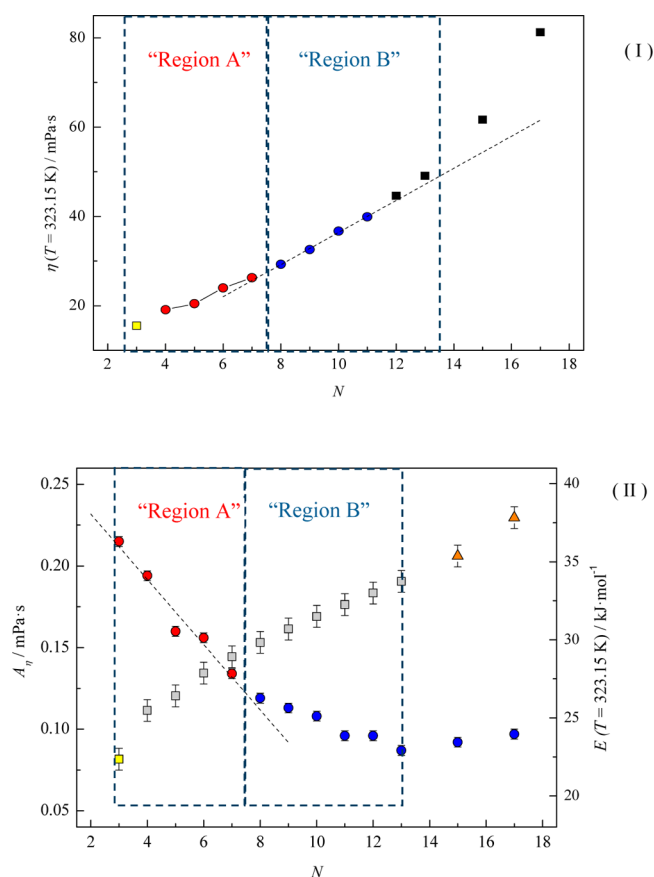 ( I )
“Region A” “Region B”
80
60
40
20
η (T = 323.15 K) / mPa·s
4 6 8 10 12 14 16 18
N
( II )
“Region A” “Region B”
0.25
0.20
0.15
0.10
0.05
Aη / mPa·s
40
35
30
25
20
E (T = 323.15 K) / kJ·mol⁻¹
2 4 6 8 10 12 14 16 18
N